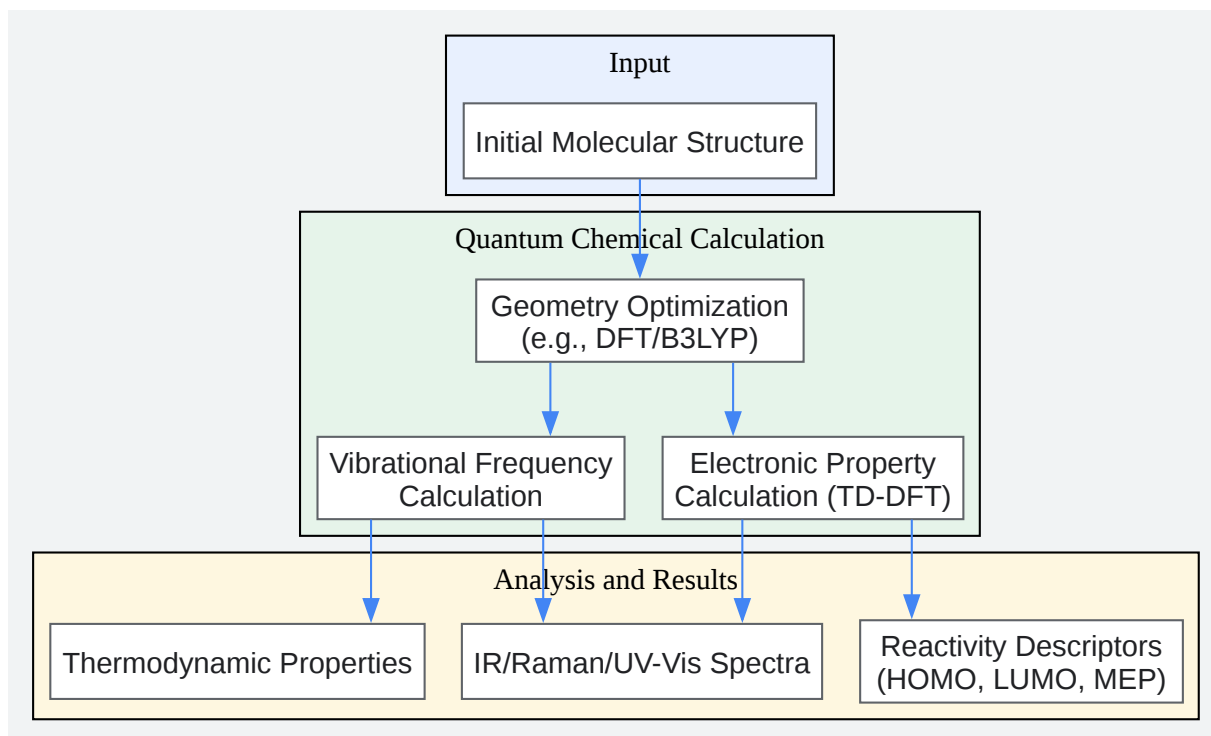 Input
Initial Molecular Structure
Quantum Chemical Calculation
Geometry Optimization
(e.g., DFT/B3LYP)
Vibrational Frequency
Calculation
Electronic Property
Calculation (TD-DFT)
Analysis and Results
Thermodynamic Properties
IR/Raman/UV-Vis Spectra
Reactivity Descriptors
(HOMO, LUMO, MEP)